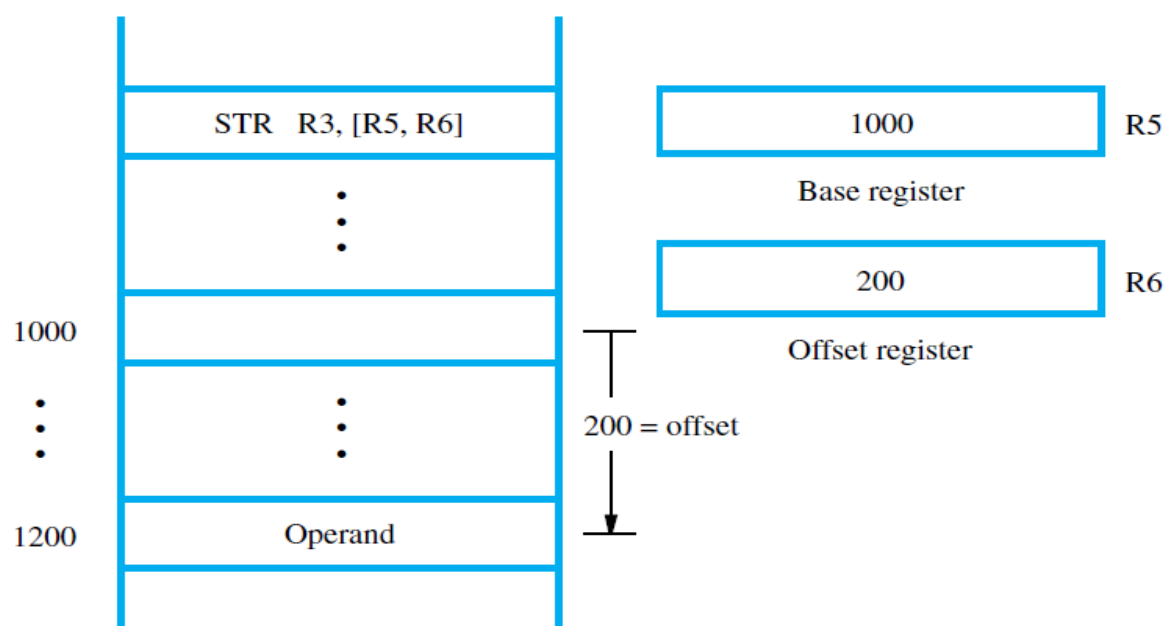 STR R3, [R5, R6]
1000 R5
Base register
200 R6
Offset register
1000
200 = offset
1200
Operand